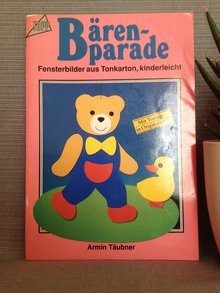 Bären-
parade
Fensterbilder aus Tonkarton, kinderleicht
Mit Vorlagen
in Originalgröße
Armin Täubner